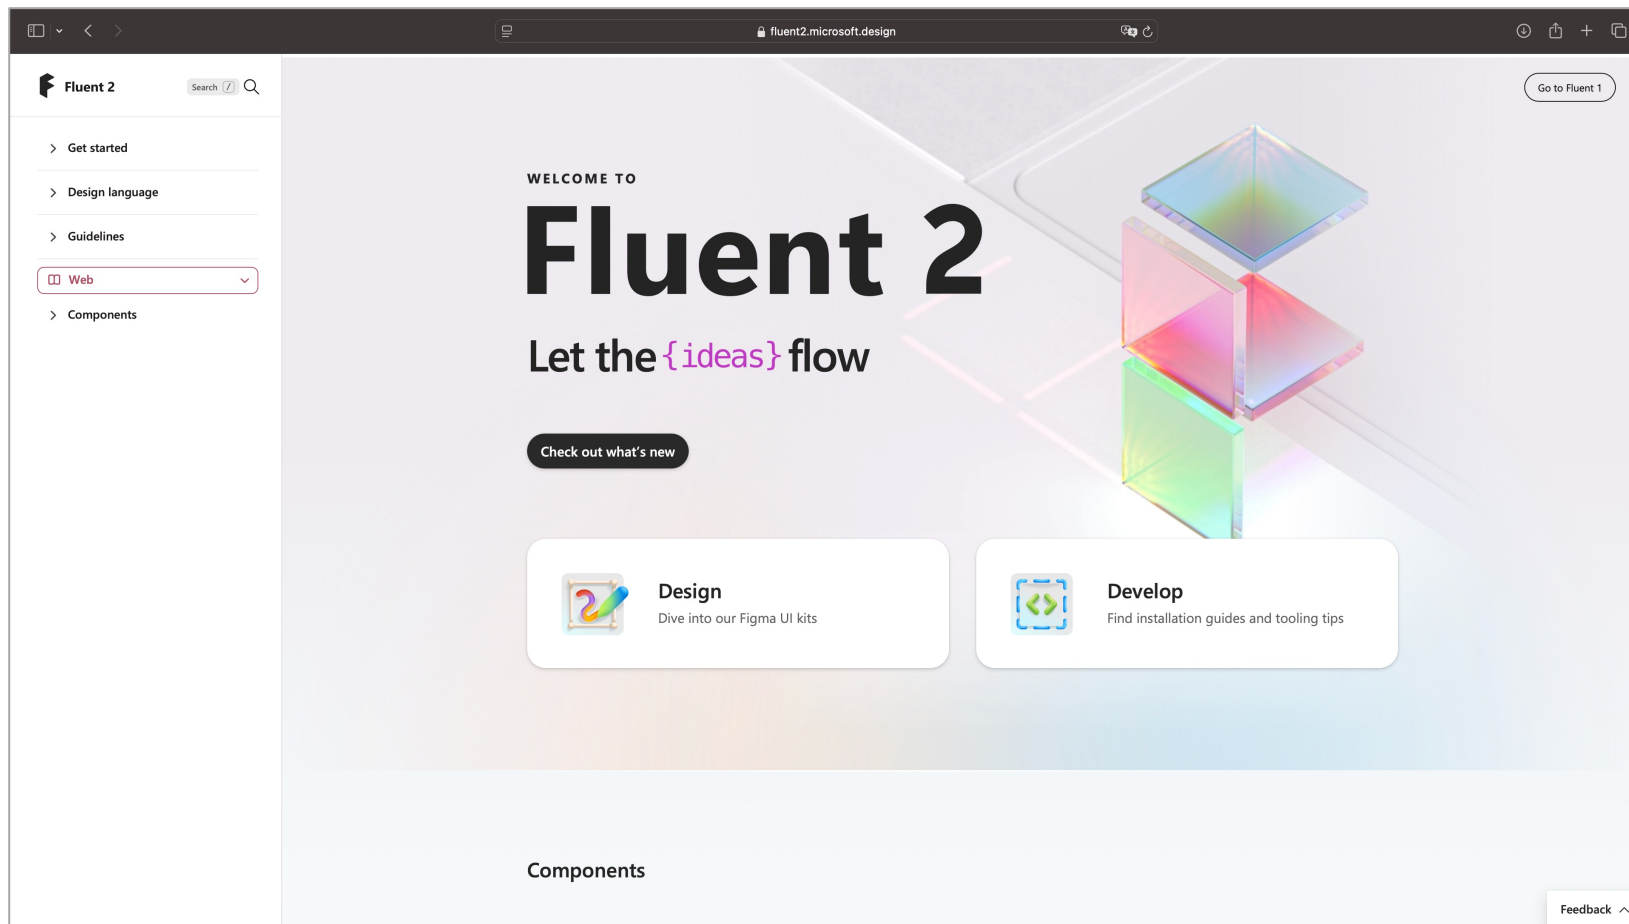 fluent2.microsoft.design
Fluent 2
Search /
Go to Fluent 1
Get started
Design language
Guidelines
Web
Components
WELCOME TO
Fluent 2
Let the {ideas} flow
Check out what's new
Design
Dive into our Figma UI kits
Develop
Find installation guides and tooling tips
Components
Feedback